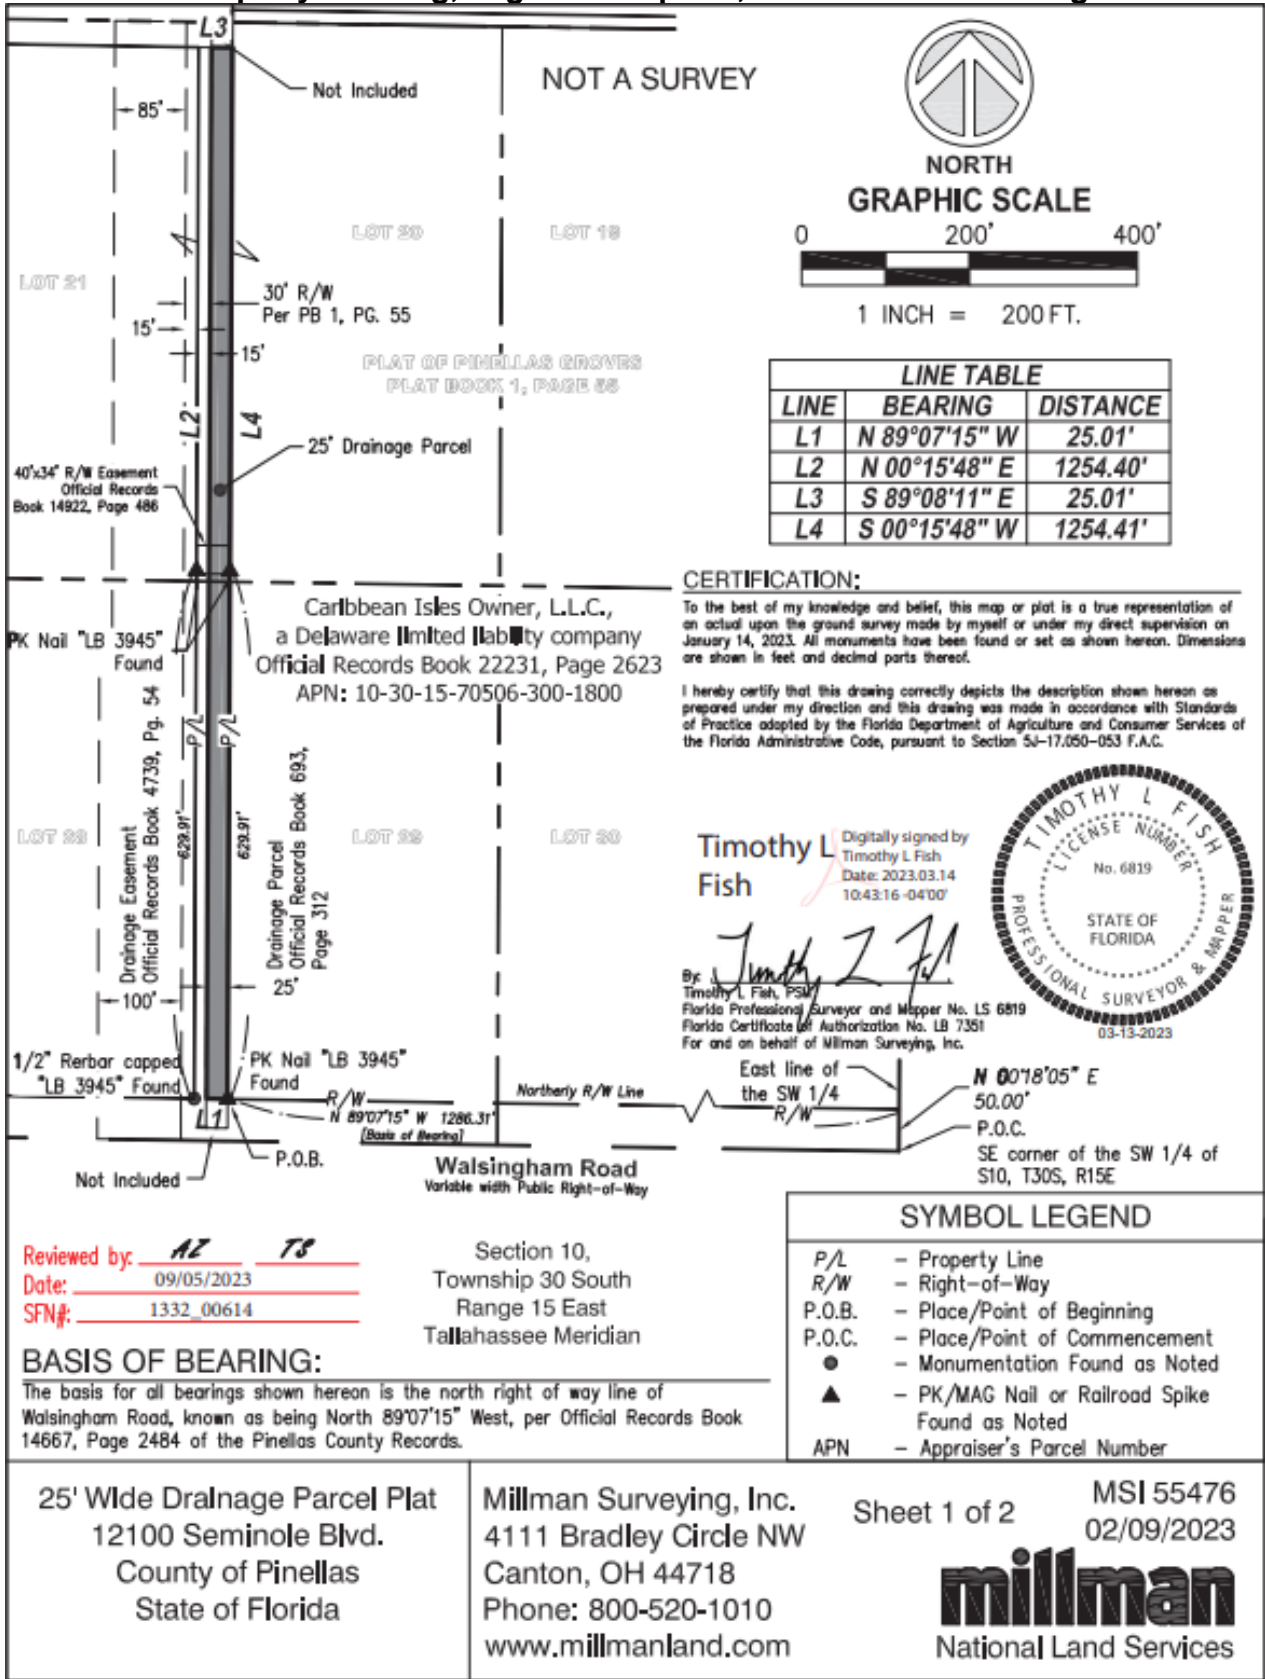 L3
Not Included
85'
NOT A SURVEY
NORTH
GRAPHIC SCALE
0 200' 400'
1 INCH = 200 FT.
LOT 20
LOT 19
LOT 21
30' R/W
Per PB 1, PG. 55
15'
15'
PLAT OF PINELLAS GROVES
PLAT BOOK 1, PAGE 55
L2
L4
25' Drainage Parcel
40'x34' R/W Easement
Official Records
Book 14922, Page 486
LINE TABLE
LINE BEARING DISTANCE
L1 N 89°07'15" W 25.01'
L2 N 00°15'48" E 1254.40'
L3 S 89°08'11" E 25.01'
L4 S 00°15'48" W 1254.41'
CERTIFICATION:
To the best of my knowledge and belief, this map or plat is a true representation of
an actual upon the ground survey made by myself or under my direct supervision on
January 14, 2023. All monuments have been found or set as shown hereon. Dimensions
are shown in feet and decimal parts thereof.
I hereby certify that this drawing correctly depicts the description shown hereon as
prepared under my direction and this drawing was made in accordance with Standards
of Practice adopted by the Florida Department of Agriculture and Consumer Services of
the Florida Administrative Code, pursuant to Section 5J-17.050-053 F.A.C.
Caribbean Isles Owner, L.L.C.,
a Delaware limited liability company
Official Records Book 22231, Page 2623
APN: 10-30-15-70506-300-1800
PK Nail "LB 3945"
Found
P/L
P/L
Drainage Easement
Official Records Book 4739, Pg. 54
629.91'
629.91'
Drainage Parcel
Official Records Book 693,
Page 312
LOT 29
LOT 30
100'
25'
1/2" Rerbar capped
"LB 3945" Found
PK Nail "LB 3945"
Found
R/W
N 89°07'15" W 1286.31'
[Basis of Bearing]
Northerly R/W Line
L1
P.O.B.
Not Included
Walsingham Road
Variable width Public Right-of-Way
Timothy L
Fish
Digitally signed by
Timothy L Fish
Date: 2023.03.14
10:43:16 -04'00'
By:
Timothy L. Fish, PSM
Florida Professional Surveyor and Mapper No. LS 6819
Florida Certificate of Authorization No. LB 7351
For and on behalf of Millman Surveying, Inc.
TIMOTHY L FISH
LICENSE NUMBER
No. 6819
STATE OF
FLORIDA
PROFESSIONAL SURVEYOR & MAPPER
03-13-2023
East line of
the SW 1/4
R/W
N 00°18'05" E
50.00'
P.O.C.
SE corner of the SW 1/4 of
S10, T30S, R15E
SYMBOL LEGEND
P/L – Property Line
R/W – Right-of-Way
P.O.B. – Place/Point of Beginning
P.O.C. – Place/Point of Commencement
● – Monumentation Found as Noted
▲ – PK/MAG Nail or Railroad Spike
Found as Noted
APN – Appraiser's Parcel Number
Reviewed by: AZ TS
Date: 09/05/2023
SFN#: 1332_00614
Section 10,
Township 30 South
Range 15 East
Tallahassee Meridian
BASIS OF BEARING:
The basis for all bearings shown hereon is the north right of way line of
Walsingham Road, known as being North 89°07'15" West, per Official Records Book
14667, Page 2484 of the Pinellas County Records.
25' Wide Drainage Parcel Plat
12100 Seminole Blvd.
County of Pinellas
State of Florida
Millman Surveying, Inc.
4111 Bradley Circle NW
Canton, OH 44718
Phone: 800-520-1010
www.millmanland.com
Sheet 1 of 2
MSI 55476
02/09/2023
millman
National Land Services